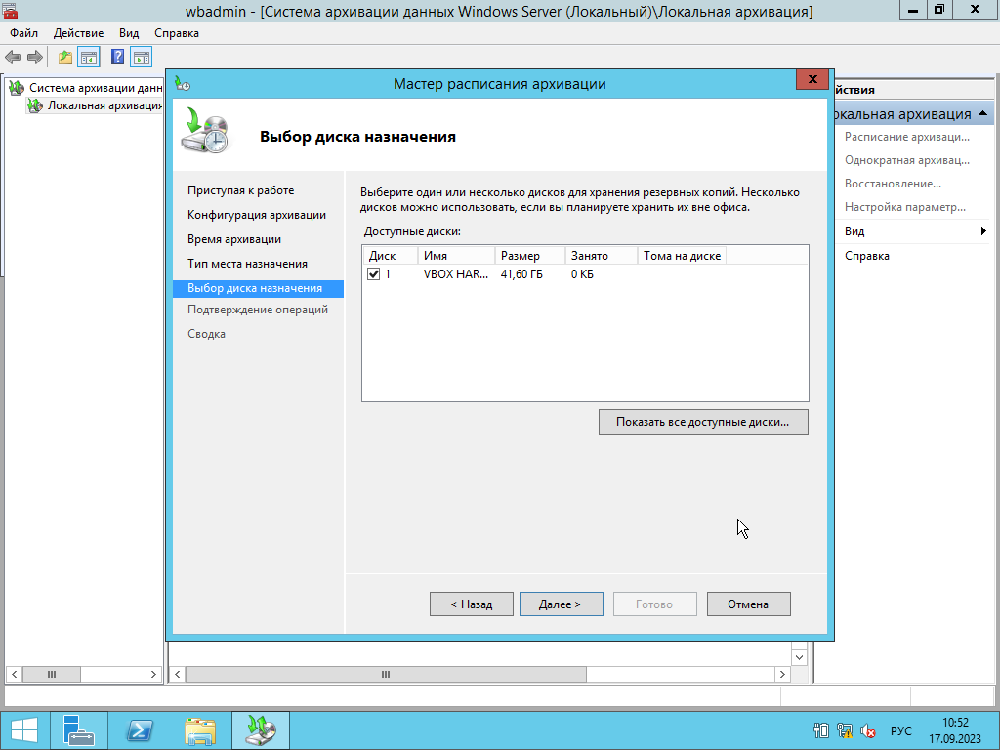 wbadmin - [Система архивации данных Windows Server (Локальный)\Локальная архивация]
Файл Действие Вид Справка
Система архивации данн
Локальная архивация
Мастер расписания архивации
Выбор диска назначения
Приступая к работе
Конфигурация архивации
Время архивации
Тип места назначения
Выбор диска назначения
Подтверждение операций
Сводка
Выберите один или несколько дисков для хранения резервных копий. Несколько
дисков можно использовать, если вы планируете хранить их вне офиса.
Доступные диски:
Диск Имя Размер Занято Тома на диске
1 VBOX HAR... 41,60 ГБ 0 КБ
Показать все доступные диски...
< Назад Далее > Готово Отмена
йствия
окальная архивация
Расписание архиваци...
Однократная архивац...
Восстановление...
Настройка параметр...
Вид
Справка
РУС
10:52
17.09.2023